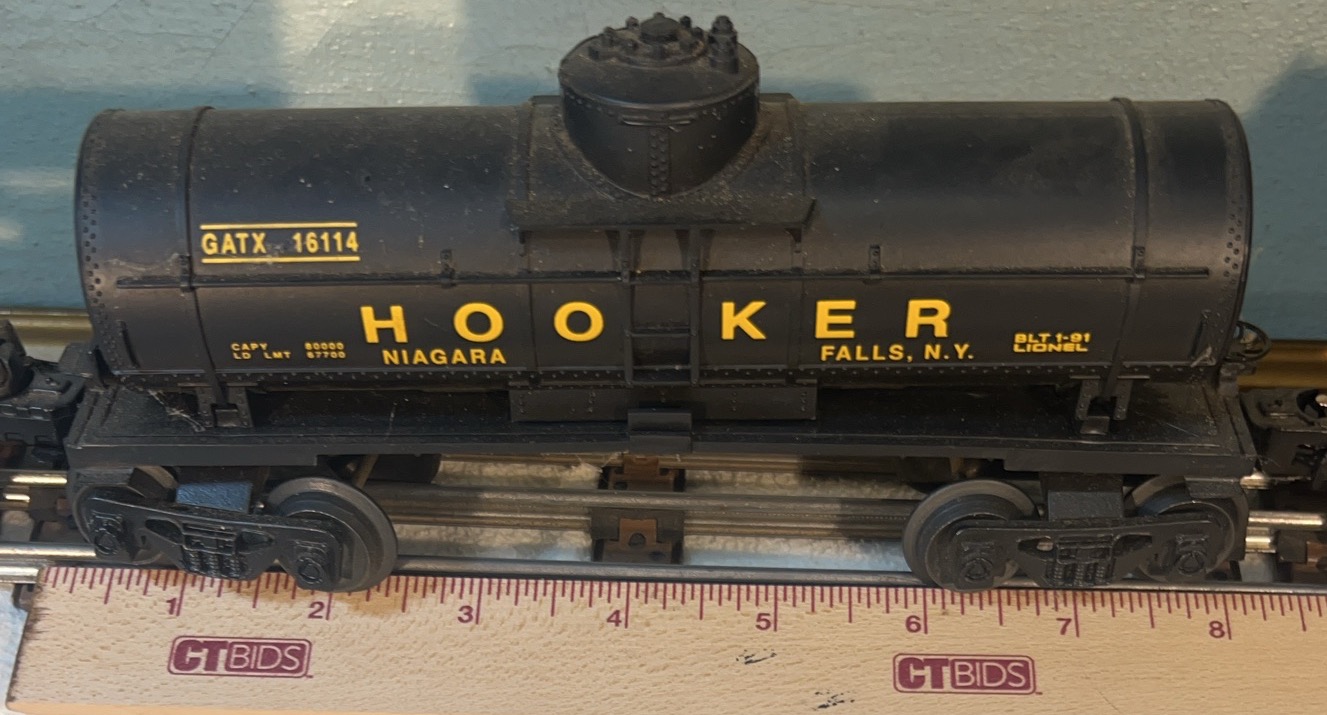 GATX 16114
HOOKER
CAPY 80000
LD LMT 67700
NIAGARA FALLS, N.Y.
BLT 1-91
LIONEL
1 2 3 4 5 6 7 8
CTBIDS CTBIDS